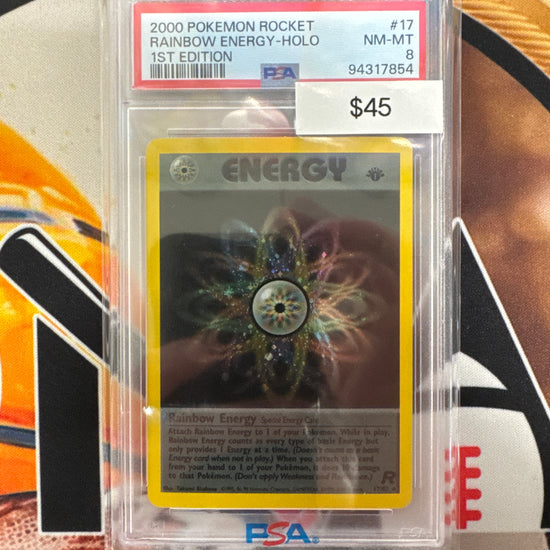 2000 POKEMON ROCKET #17
RAINBOW ENERGY-HOLO NM-MT
1ST EDITION 8
PSA 94317854
$45
ENERGY
Rainbow Energy Special Energy Card
Attach Rainbow Energy to 1 of your Pokémon. While in play,
Rainbow Energy counts as every type of basic Energy but
only provides 1 Energy at a time. (Doesn't count as a basic
Energy card when not in play.) When you attach this card
from your hand to 1 of your Pokémon, it does 10 damage
to that Pokémon. (Don't apply Weakness and Resistance.)
R
PSA